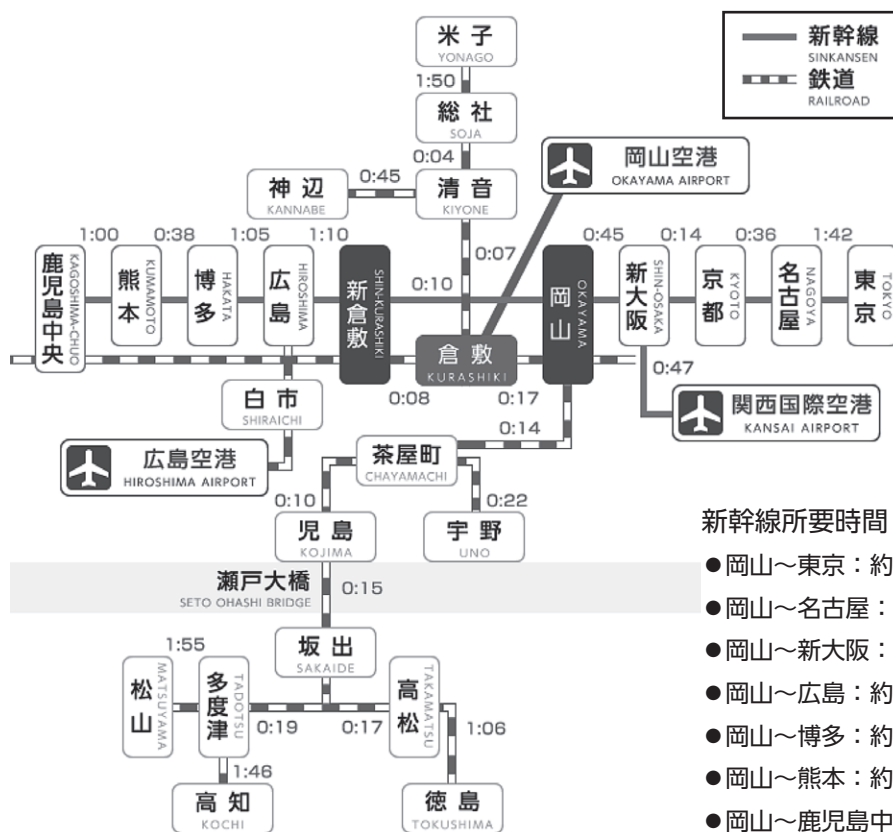 米子
YONAGO
1:50
総社
SOJA
0:04
神辺
KANNABE
0:45
清音
KIYONE
0:07
新幹線
SINKANSEN
鉄道
RAILROAD
岡山空港
OKAYAMA AIRPORT
1:00
0:38
1:05
1:10
0:10
0:45
0:14
0:36
1:42
鹿児島中央
KAGOSHIMA-CHUO
熊本
KUMAMOTO
博多
HAKATA
広島
HIROSHIMA
新倉敷
SHIN-KURASHIKI
倉敷
KURASHIKI
岡山
OKAYAMA
新大阪
SHIN-OSAKA
京都
KYOTO
名古屋
NAGOYA
東京
TOKYO
0:08
0:17
0:47
白市
SHIRAICHI
0:14
関西国際空港
KANSAI AIRPORT
広島空港
HIROSHIMA AIRPORT
茶屋町
CHAYAMACHI
0:10
0:22
児島
KOJIMA
宇野
UNO
瀬戸大橋
SETO OHASHI BRIDGE
0:15
坂出
SAKAIDE
1:55
松山
MATSUYAMA
多度津
TADOTSU
0:19
0:17
高松
TAKAMATSU
1:06
1:46
高知
KOCHI
徳島
TOKUSHIMA
新幹線所要時間
●岡山～東京：約
●岡山～名古屋：
●岡山～新大阪：
●岡山～広島：約
●岡山～博多：約
●岡山～熊本：約
●岡山～鹿児島中